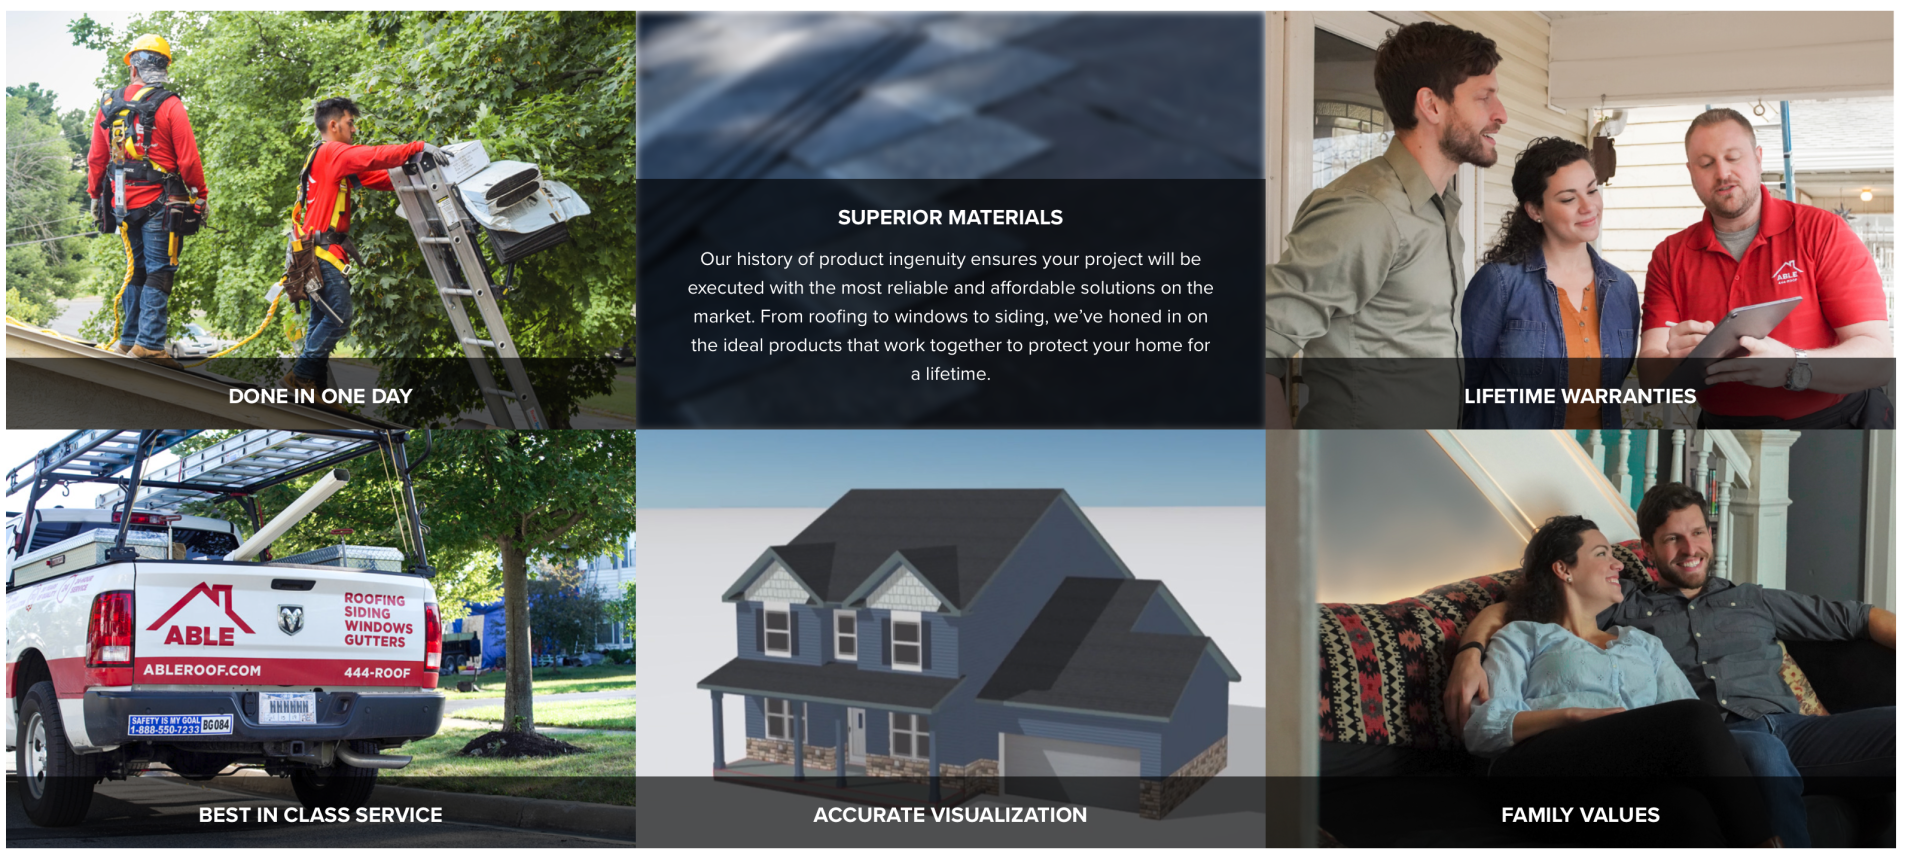 SUPERIOR MATERIALS
Our history of product ingenuity ensures your project will be
executed with the most reliable and affordable solutions on the
market. From roofing to windows to siding, we've honed in on
the ideal products that work together to protect your home for
a lifetime.
ABLE
DONE IN ONE DAY
LIFETIME WARRANTIES
ROOFING
SIDING
WINDOWS
GUTTERS
ABLE
ABLEROOF.COM
444-ROOF
SAFETY IS MY GOAL
1-888-550-7233
BG084
BEST IN CLASS SERVICE
ACCURATE VISUALIZATION
FAMILY VALUES